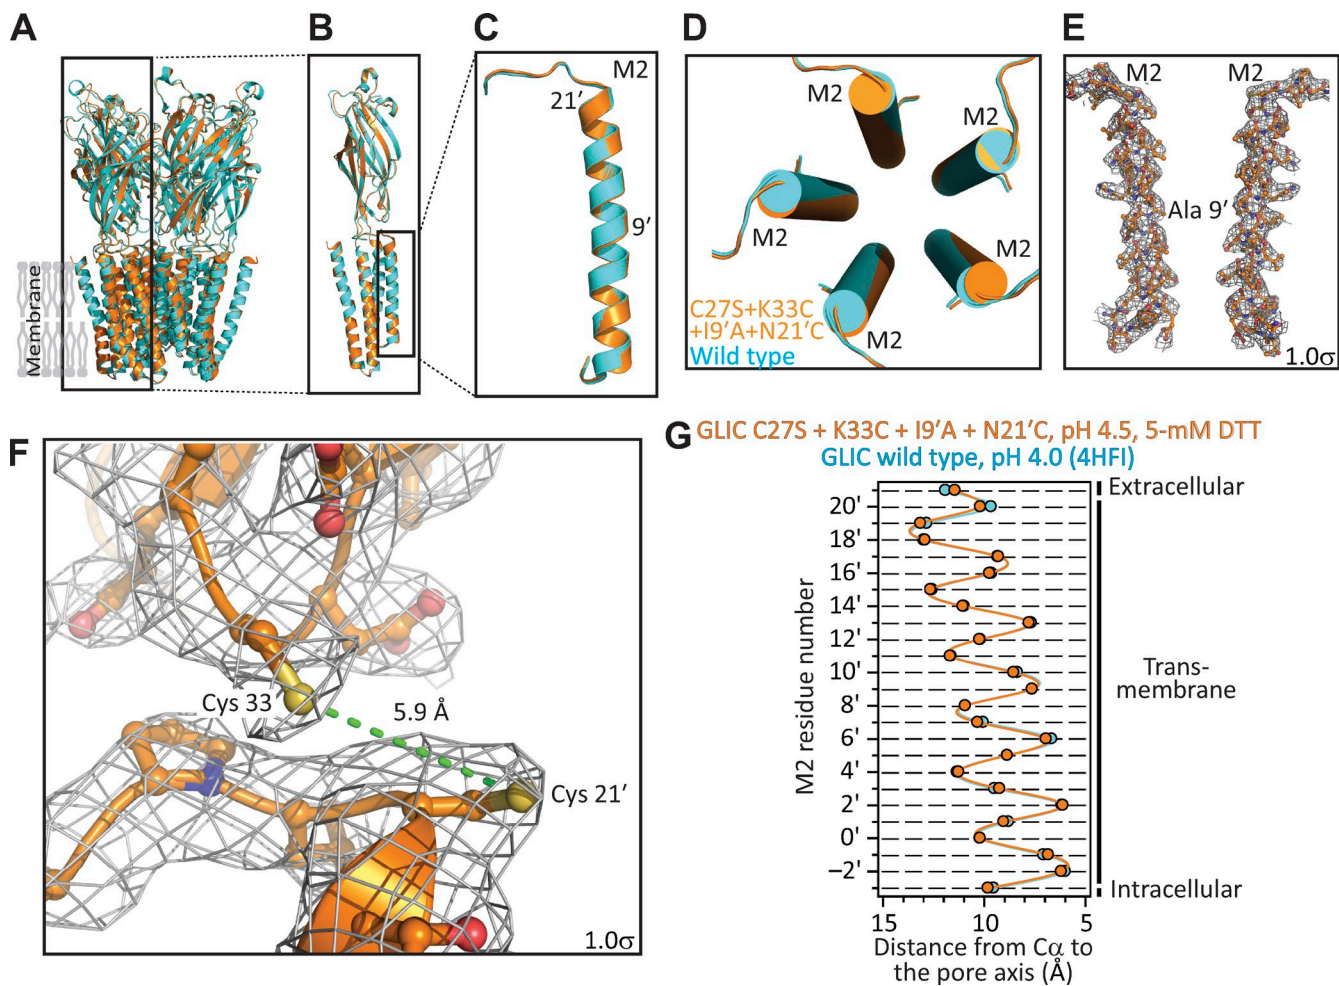 A
B
C
D
E
Membrane
M2
21′
9′
M2
M2
M2
M2
M2
C27S+K33C
+I9′A+N21′C
Wild type
M2
M2
Ala 9′
1.0σ
F
Cys 33
5.9 Å
Cys 21′
1.0σ
G
GLIC C27S + K33C + I9′A + N21′C, pH 4.5, 5-mM DTT
GLIC wild type, pH 4.0 (4HFI)
M2 residue number
20'
18'
16'
14'
12'
10'
8'
6'
4'
2'
0'
−2'
Extracellular
Trans-
membrane
Intracellular
15
10
5
Distance from Cα to
the pore axis (Å)